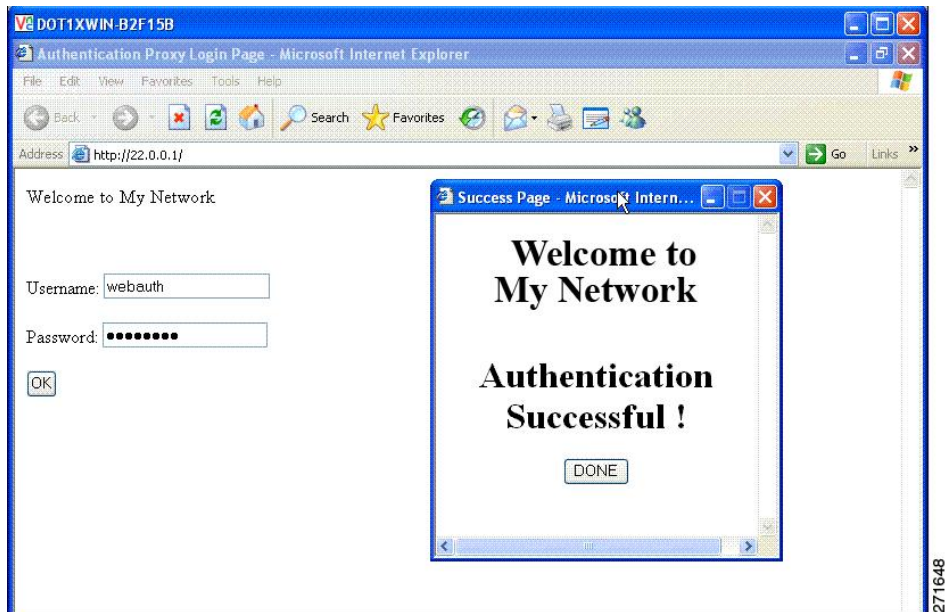 DOT1XWIN-B2F15B
Authentication Proxy Login Page - Microsoft Internet Explorer
File Edit View Favorites Tools Help
Back Search Favorites
Address http://22.0.0.1/ Go Links »
Welcome to My Network
Username: webauth
Password: ••••••••
OK
Success Page - Microsoft Intern...
Welcome to
My Network
Authentication
Successful !
DONE
271648